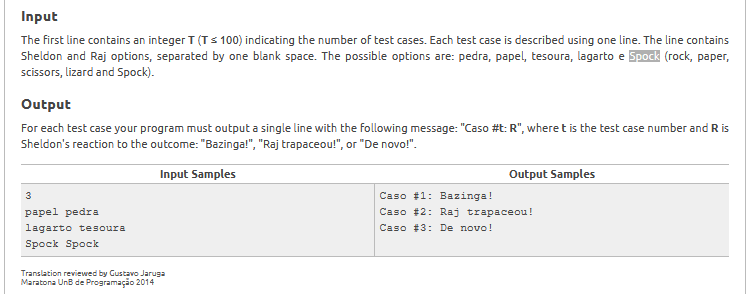 Input
The first line contains an integer T (T ≤ 100) indicating the number of test cases. Each test case is described using one line. The line contains
Sheldon and Raj options, separated by one blank space. The possible options are: pedra, papel, tesoura, lagarto e Spock (rock, paper,
scissors, lizard and Spock).
Output
For each test case your program must output a single line with the following message: "Caso #t: R", where t is the test case number and R is
Sheldon's reaction to the outcome: "Bazinga!", "Raj trapaceou!", or "De novo!".
Input Samples Output Samples
3 Caso #1: Bazinga!
papel pedra Caso #2: Raj trapaceou!
lagarto tesoura Caso #3: De novo!
Spock Spock
Translation reviewed by Gustavo Jaruga
Maratona UnB de Programação 2014